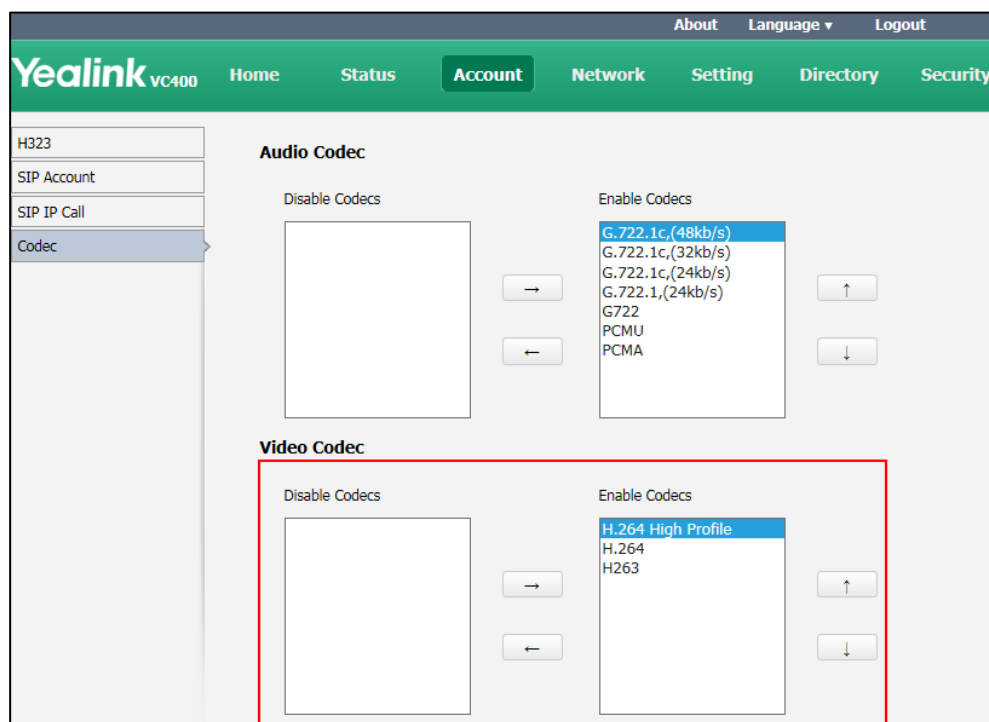 About Language ▾ Logout
Yealink VC400 Home Status Account Network Setting Directory Security
H323
SIP Account
SIP IP Call
Codec
Audio Codec
Disable Codecs Enable Codecs
G.722.1c,(48kb/s)
G.722.1c,(32kb/s)
G.722.1c,(24kb/s)
→ G.722.1,(24kb/s) ↑
G722
PCMU
← PCMA ↓
Video Codec
Disable Codecs Enable Codecs
H.264 High Profile
H.264
H263
→ ↑
← ↓